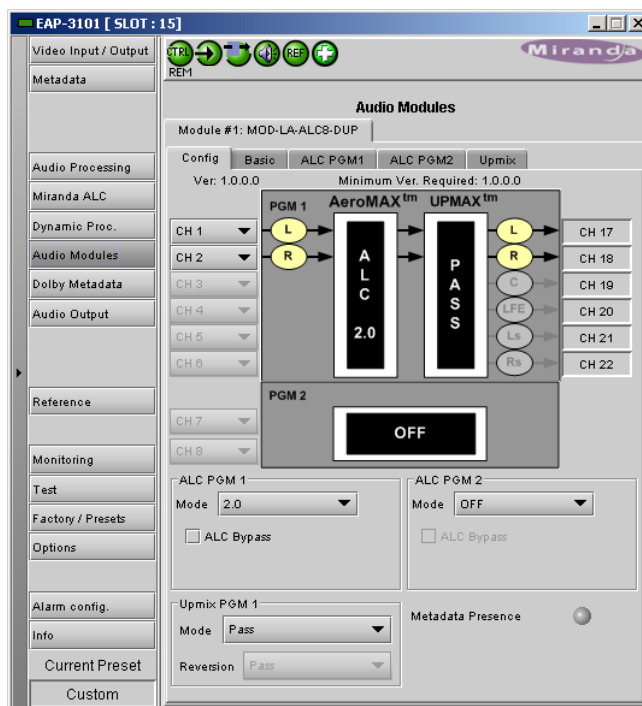 EAP-3101 [ SLOT : 15]
Video Input / Output
Metadata
Audio Processing
Miranda ALC
Dynamic Proc.
Audio Modules
Dolby Metadata
Audio Output
Reference
Monitoring
Test
Factory / Presets
Options
Alarm config.
Info
Current Preset
Custom
CTRL
REF
REM
Miranda
Audio Modules
Module #1: MOD-LA-ALC8-DUP
Config
Basic
ALC PGM1
ALC PGM2
Upmix
Ver: 1.0.0.0
Minimum Ver. Required: 1.0.0.0
PGM 1
AeroMAX tm
UPMAX tm
CH 1
CH 2
CH 3
CH 4
CH 5
CH 6
L
R
ALC 2.0
PASS
L
R
C
LFE
Ls
Rs
CH 17
CH 18
CH 19
CH 20
CH 21
CH 22
PGM 2
CH 7
CH 8
OFF
ALC PGM 1
Mode 2.0
ALC Bypass
ALC PGM 2
Mode OFF
ALC Bypass
Upmix PGM 1
Mode Pass
Reversion Pass
Metadata Presence